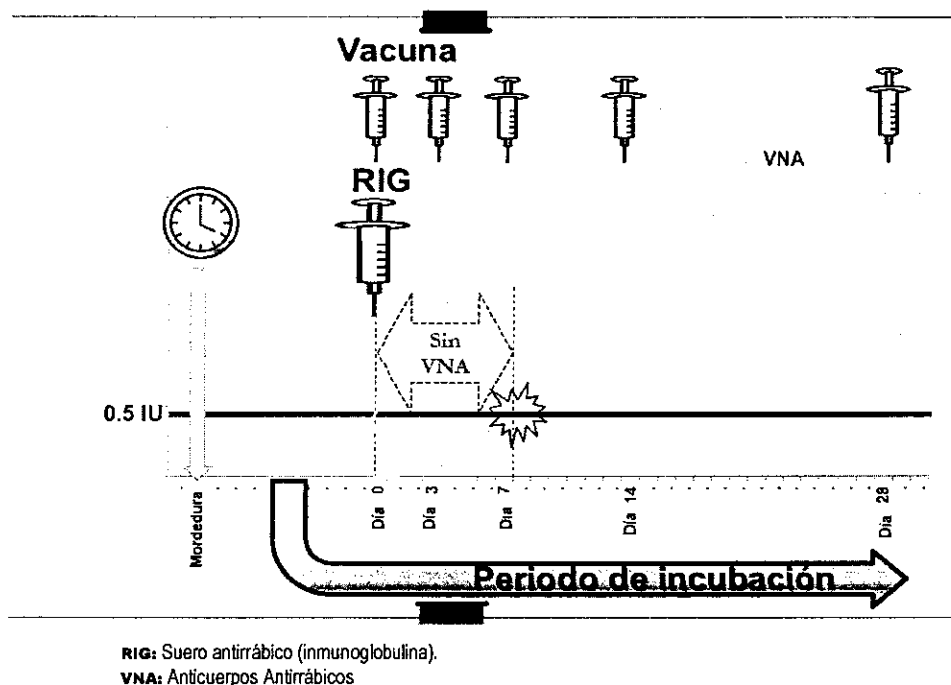 Vacuna
VNA
RIG
Sin
VNA
0.5 IU
Mordedura
Día 0
Día 3
Día 7
Día 14
Día 28
Periodo de incubación
RIG: Suero antirrábico (inmunoglobulina).
VNA: Anticuerpos Antirrábicos